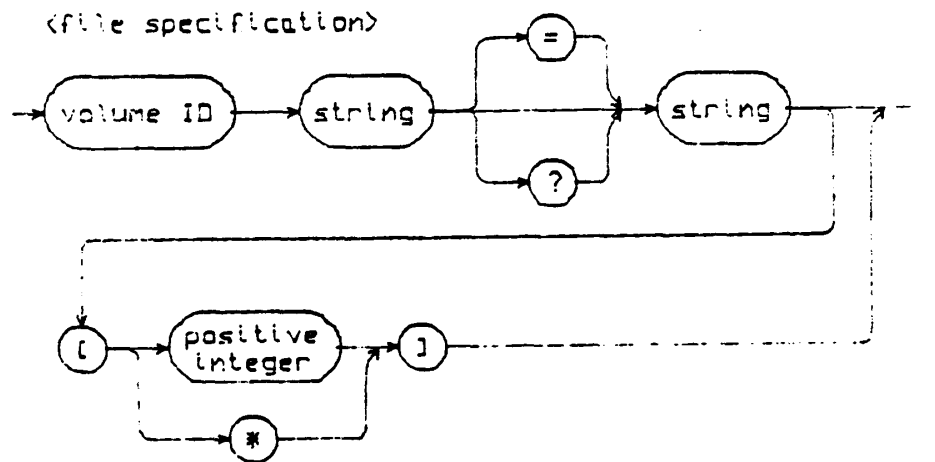 <file specification>
=
volume ID string string
?
[ positive
integer ]
*